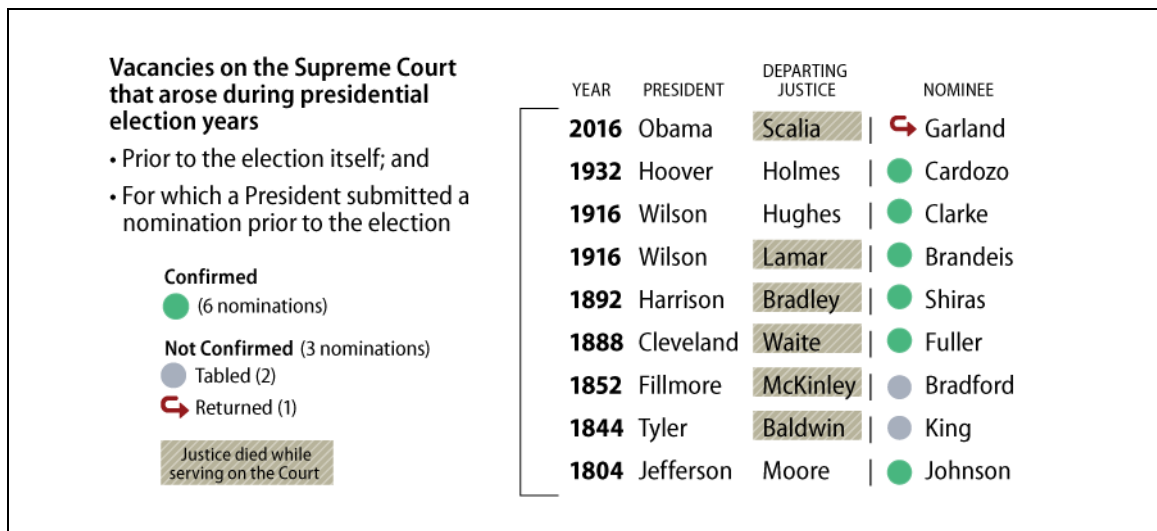 Vacancies on the Supreme Court
that arose during presidential
election years
• Prior to the election itself; and
• For which a President submitted a
nomination prior to the election
Confirmed
(6 nominations)
Not Confirmed (3 nominations)
Tabled (2)
Returned (1)
Justice died while
serving on the Court
YEAR PRESIDENT DEPARTING JUSTICE NOMINEE
2016 Obama Scalia | Garland
1932 Hoover Holmes | Cardozo
1916 Wilson Hughes | Clarke
1916 Wilson Lamar | Brandeis
1892 Harrison Bradley | Shiras
1888 Cleveland Waite | Fuller
1852 Fillmore McKinley | Bradford
1844 Tyler Baldwin | King
1804 Jefferson Moore | Johnson